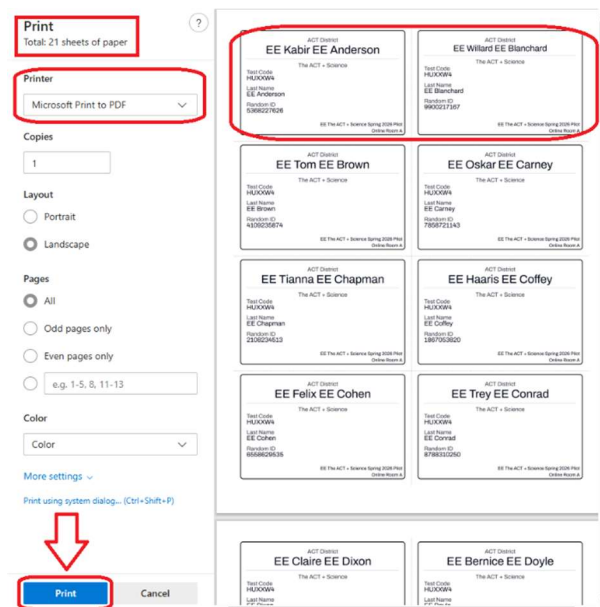 Print
?
Total: 21 sheets of paper
Printer
Microsoft Print to PDF
Copies
1
Layout
Portrait
Landscape
Pages
All
Odd pages only
Even pages only
e.g. 1-5, 8, 11-13
Color
Color
More settings
Print using system dialog... (Ctrl+Shift+P)
Print
Cancel
ACT District
EE Kabir EE Anderson
The ACT + Science
Test Code
HUXXW4
Last Name
EE Anderson
Random ID
5368227626
EE The ACT + Science Spring 2026 Pilot
Online Room A
ACT District
EE Willard EE Blanchard
The ACT + Science
Test Code
HUXXW4
Last Name
EE Blanchard
Random ID
9900217167
EE The ACT + Science Spring 2026 Pilot
Online Room A
ACT District
EE Tom EE Brown
The ACT + Science
Test Code
HUXXW4
Last Name
EE Brown
Random ID
4109235874
EE The ACT + Science Spring 2026 Pilot
Online Room A
ACT District
EE Oskar EE Carney
The ACT + Science
Test Code
HUXXW4
Last Name
EE Carney
Random ID
7858721143
EE The ACT + Science Spring 2026 Pilot
Online Room A
ACT District
EE Tianna EE Chapman
The ACT + Science
Test Code
HUXXW4
Last Name
EE Chapman
Random ID
2108234513
EE The ACT + Science Spring 2026 Pilot
Online Room A
ACT District
EE Haaris EE Coffey
The ACT + Science
Test Code
HUXXW4
Last Name
EE Coffey
Random ID
1887053920
EE The ACT + Science Spring 2026 Pilot
Online Room A
ACT District
EE Felix EE Cohen
The ACT + Science
Test Code
HUXXW4
Last Name
EE Cohen
Random ID
6568629535
EE The ACT + Science Spring 2026 Pilot
Online Room A
ACT District
EE Trey EE Conrad
The ACT + Science
Test Code
HUXXW4
Last Name
EE Conrad
Random ID
8788310250
EE The ACT + Science Spring 2026 Pilot
Online Room A
ACT District
EE Claire EE Dixon
The ACT + Science
Test Code
HUXXW4
Last Name
ACT District
EE Bernice EE Doyle
The ACT + Science
Test Code
HUXXW4
Last Name